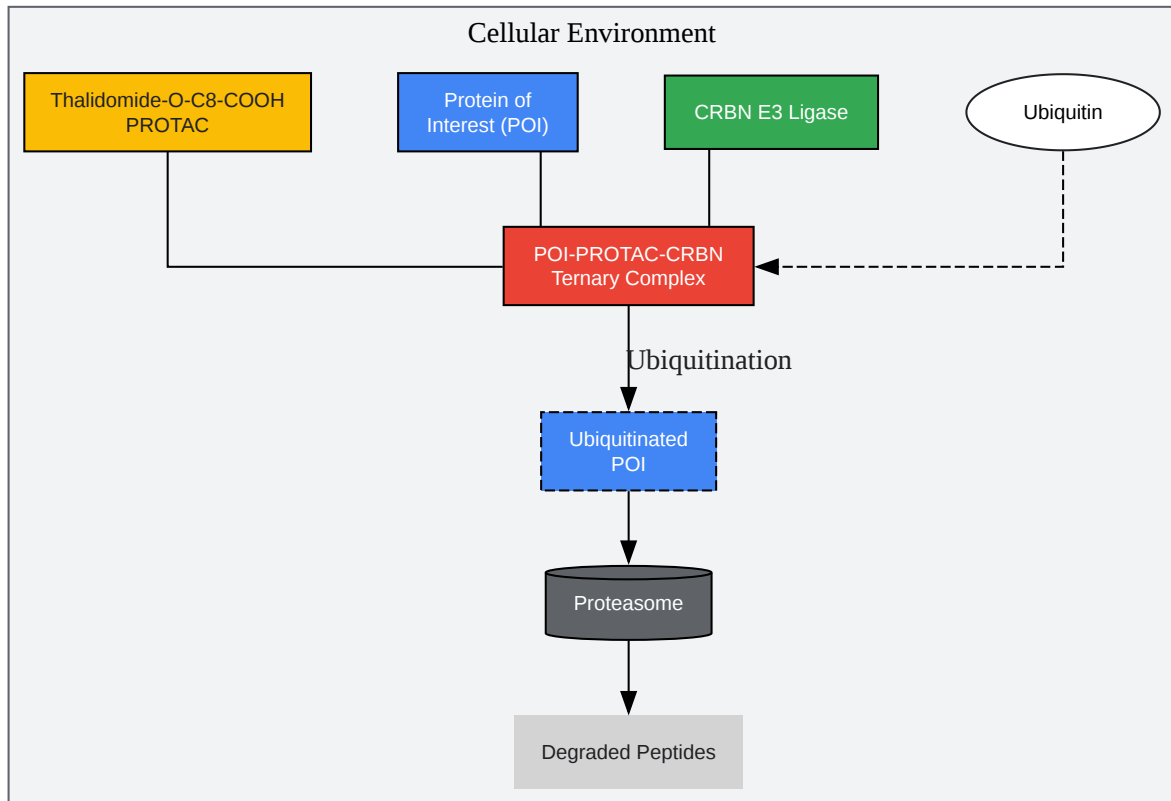 Cellular Environment
Thalidomide-O-C8-COOH
PROTAC
Protein of
Interest (POI)
CRBN E3 Ligase
Ubiquitin
POI-PROTAC-CRBN
Ternary Complex
Ubiquitination
Ubiquitinated
POI
Proteasome
Degraded Peptides